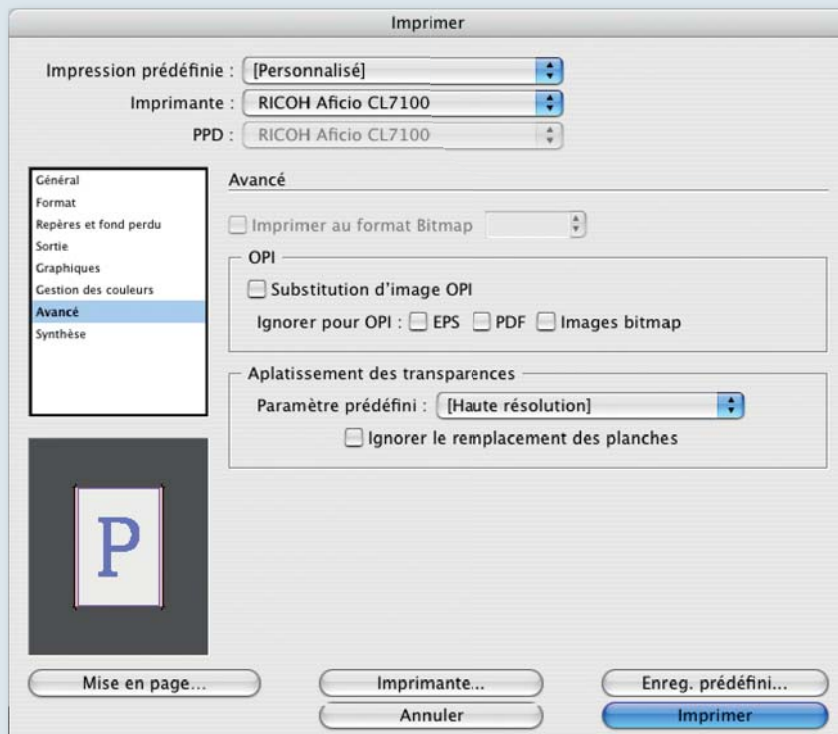 Imprimer
Impression prédéfinie : [Personnalisé]
Imprimante : RICOH Aficio CL7100
PPD : RICOH Aficio CL7100
Général
Format
Repères et fond perdu
Sortie
Graphiques
Gestion des couleurs
Avancé
Synthèse
Avancé
Imprimer au format Bitmap
OPI
Substitution d'image OPI
Ignorer pour OPI : EPS PDF Images bitmap
Aplatissement des transparences
Paramètre prédéfini : [Haute résolution]
Ignorer le remplacement des planches
P
Mise en page... Imprimante... Enreg. prédéfini...
Annuler Imprimer